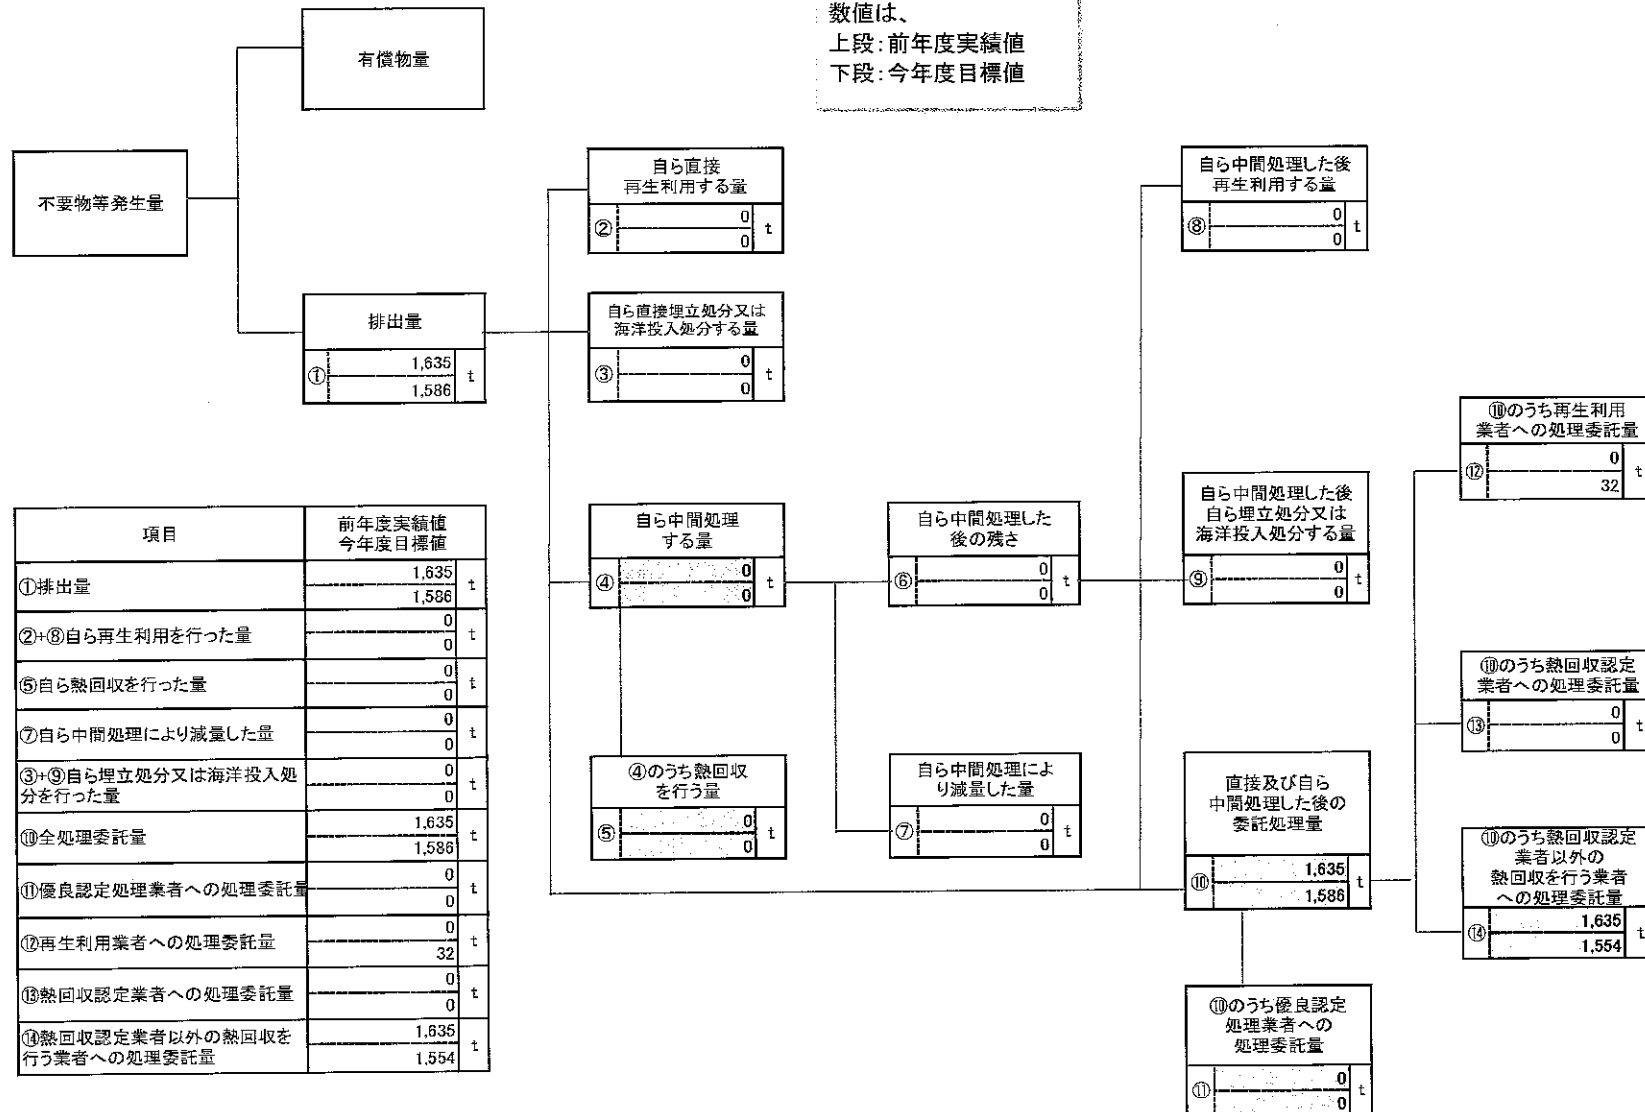 数値は、
上段：前年度実績値
下段：今年度目標値
有償物量
不要物等発生量
排出量
① 1,635 t
1,586
自ら直接
再生利用する量
② 0 t
0
自ら直接埋立処分又は
海洋投入処分する量
③ 0 t
0
自ら中間処理
する量
④ 0 t
0
④のうち熱回収
を行う量
⑤ 0 t
0
自ら中間処理した
後の残さ
⑥ 0 t
0
自ら中間処理によ
り減量した量
⑦ 0 t
0
自ら中間処理した後
再生利用する量
⑧ 0 t
0
自ら中間処理した後
自ら埋立処分又は
海洋投入処分する量
⑨ 0 t
0
直接及び自ら
中間処理した後の
委託処理量
⑩ 1,635 t
1,586
⑩のうち優良認定
処理業者への
処理委託量
⑪ 0 t
0
⑩のうち再生利用
業者への処理委託量
⑫ 0 t
32
⑩のうち熱回収認定
業者への処理委託量
⑬ 0 t
0
⑩のうち熱回収認定
業者以外の
熱回収を行う業者
への処理委託量
⑭ 1,635 t
1,554
項目 前年度実績値
今年度目標値
①排出量 1,635 t
1,586
②+⑧自ら再生利用を行った量 0 t
0
⑤自ら熱回収を行った量 0 t
0
⑦自ら中間処理により減量した量 0 t
0
③+⑨自ら埋立処分又は海洋投入処 0 t
分を行った量 0
⑩全処理委託量 1,635 t
1,586
⑪優良認定処理業者への処理委託量 0 t
0
⑫再生利用業者への処理委託量 0 t
32
⑬熱回収認定業者への処理委託量 0 t
0
⑭熱回収認定業者以外の熱回収を 1,635 t
行う業者への処理委託量 1,554